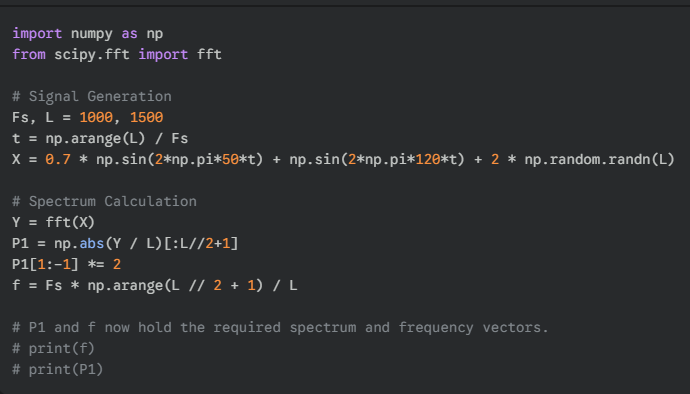 import numpy as np
from scipy.fft import fft
# Signal Generation
Fs, L = 1000, 1500
t = np.arange(L) / Fs
X = 0.7 * np.sin(2*np.pi*50*t) + np.sin(2*np.pi*120*t) + 2 * np.random.randn(L)
# Spectrum Calculation
Y = fft(X)
P1 = np.abs(Y / L)[:L//2+1]
P1[1:-1] *= 2
f = Fs * np.arange(L // 2 + 1) / L
# P1 and f now hold the required spectrum and frequency vectors.
# print(f)
# print(P1)